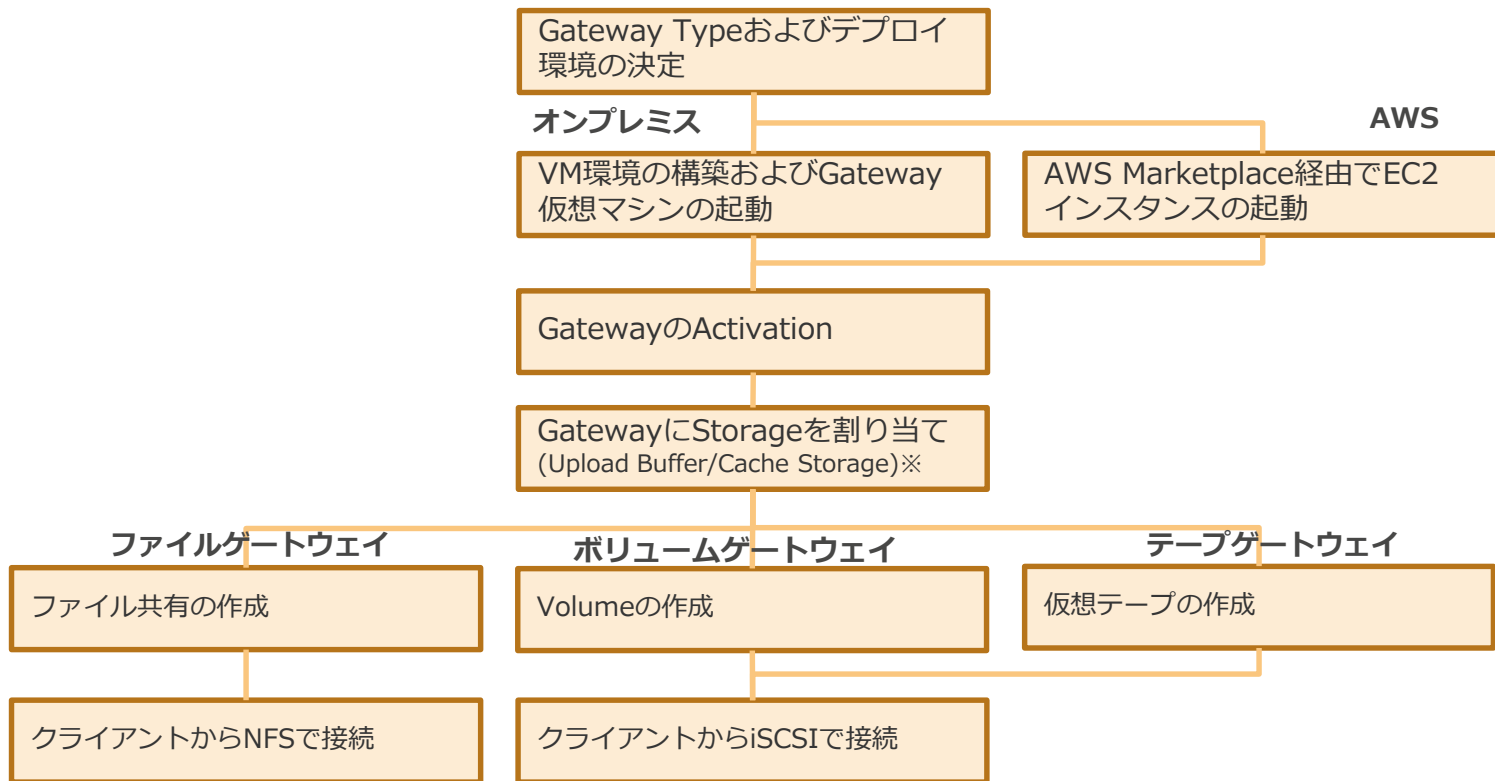 Gateway Typeおよびデプロイ
環境の決定
オンプレミス
AWS
VM環境の構築およびGateway
仮想マシンの起動
AWS Marketplace経由でEC2
インスタンスの起動
GatewayのActivation
GatewayにStorageを割り当て
(Upload Buffer/Cache Storage)※
ファイルゲートウェイ
ボリュームゲートウェイ
テープゲートウェイ
ファイル共有の作成
Volumeの作成
仮想テープの作成
クライアントからNFSで接続
クライアントからiSCSIで接続